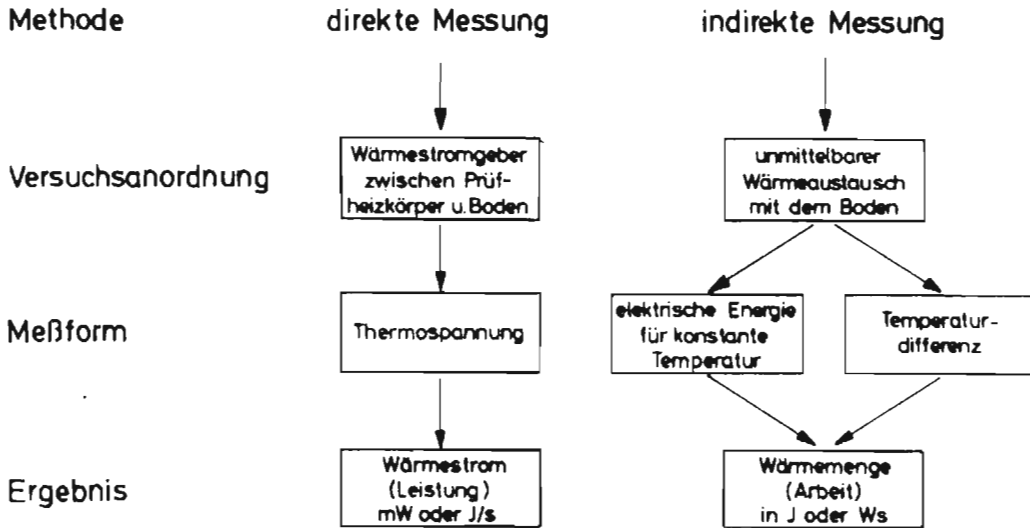 Methode direkte Messung indirekte Messung
Versuchsanordnung
Wärmestromgeber
zwischen Prüf-
heizkörper u. Boden
unmittelbarer
Wärmeaustausch
mit dem Boden
Meßform
Thermospannung
elektrische Energie
für konstante
Temperatur
Temperatur-
differenz
Ergebnis
Wärmestrom
(Leistung)
mW oder J/s
Wärmemenge
(Arbeit)
in J oder Ws